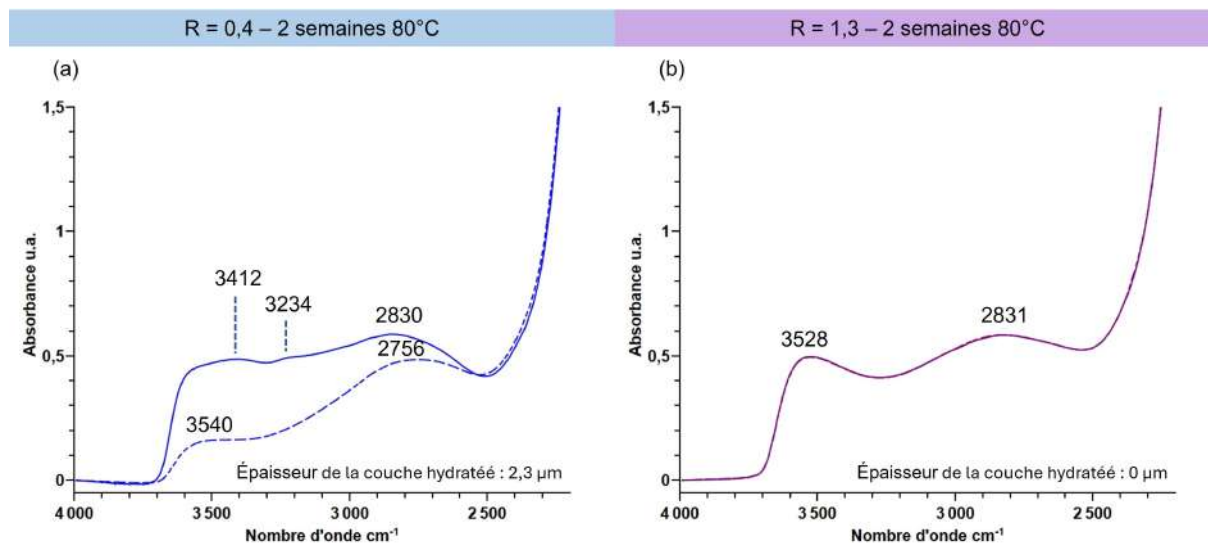 R = 0,4 – 2 semaines 80°C
R = 1,3 – 2 semaines 80°C
(a)
1,5
1
0,5
0
Absorbance u.a.
3412
3234
2830
2756
3540
Épaisseur de la couche hydratéé : 2,3 µm
4 000
3 500
3 000
2 500
Nombre d'onde cm⁻¹
(b)
1,5
1
0,5
0
Absorbance u.a.
3528
2831
Épaisseur de la couche hydratéé : 0 µm
4 000
3 500
3 000
2 500
Nombre d'onde cm⁻¹